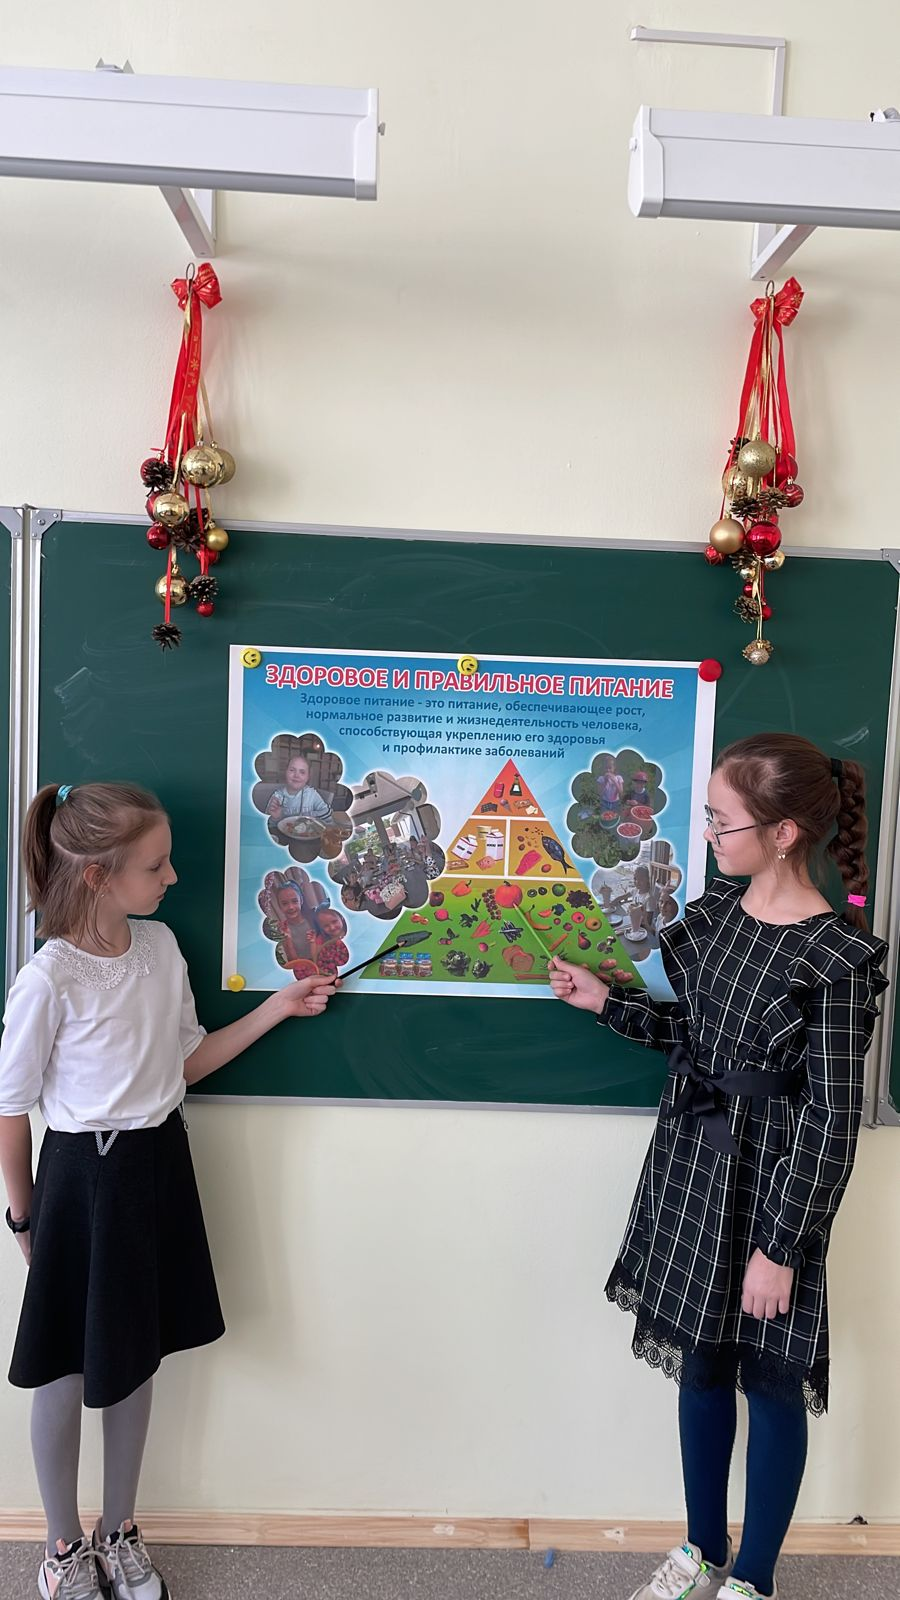 ЗДОРОВОЕ И ПРАВИЛЬНОЕ ПИТАНИЕ
Здоровое питание - это питание, обеспечивающее рост,
нормальное развитие и жизнедеятельность человека,
способствующая укреплению его здоровья
и профилактике заболеваний